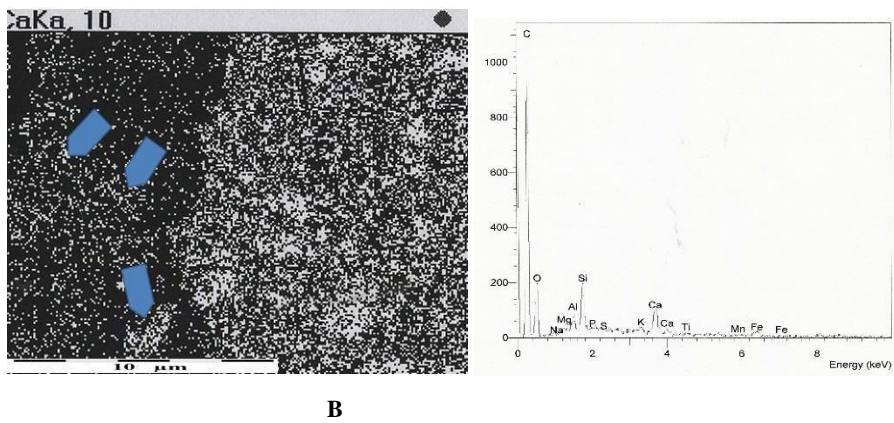 CaKa, 10
10 µm
C
1000
800
600
400
200
0
O
Na
Mg
Al
Si
P
S
K
Ca
Ca
Ti
Mn
Fe
Fe
0
2
4
6
8
Energy (keV)
B